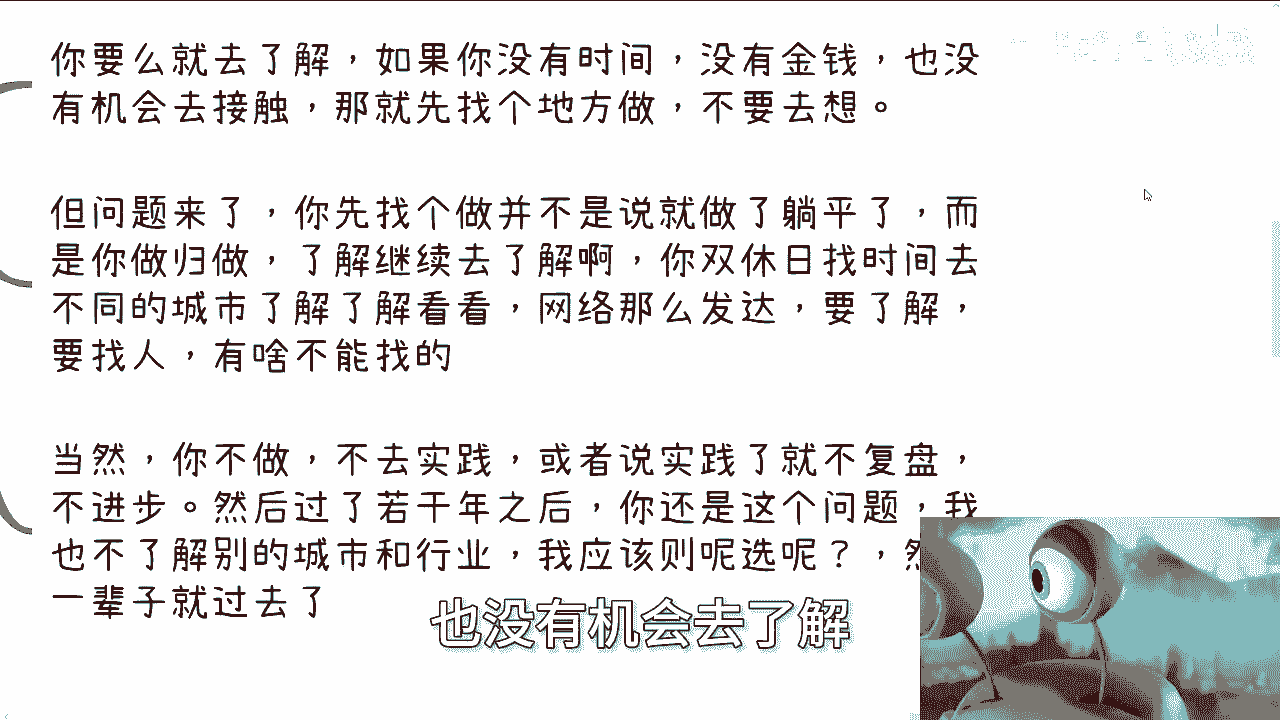 你要么就去了解，如果你没有时间，没有金钱，也没
有机会去接触，那就先找个地方做，不要去想。
但问题来了，你先找个做并不是说就做了躺平了，而
是你做归做，了解继续去了解啊，你双休日找时间去
不同的城市了解了解看看，网络那么发达，要了解，
要找人，有啥不能找的
当然，你不做，不去实践，或者说实践了就不复盘，
不进步。然后过了若干年之后，你还是这个问题，我
也不了解别的城市和行业，我应该则呢选呢？，
一辈子就过去了
也没有机会去了解